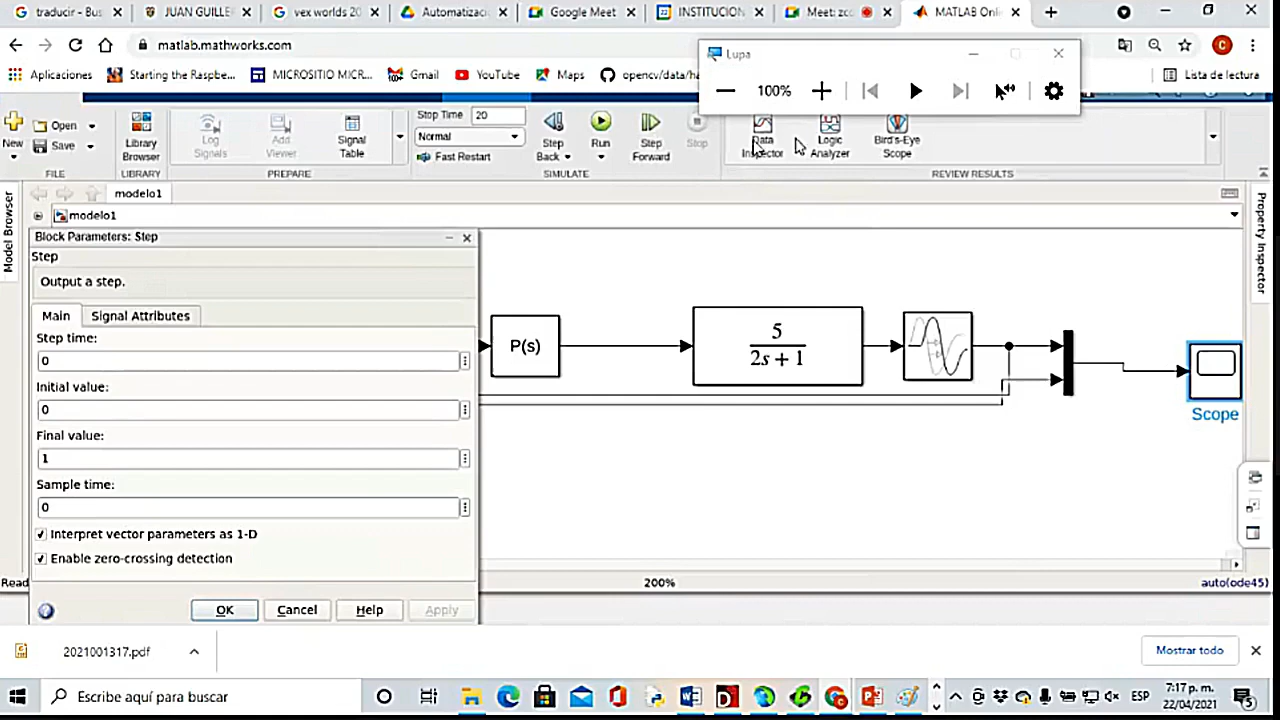 traducir - Bus
JUAN GUILLE
vex worlds 20
Automatizac
Google Meet
INSTITUCION
Meet: zco
MATLAB Onli
matlab.mathworks.com
Lupa
100%
Aplicaciones
Starting the Raspbe...
MICROSITIO MICR...
Gmail
YouTube
Maps
opencv/data/ha
Lista de lectura
New
Open
Save
Library Browser
Log Signals
Add Viewer
Signal Table
Stop Time 20
Normal
Fast Restart
Step Back
Run
Step Forward
Stop
Data Inspector
Logic Analyzer
Bird's-Eye Scope
FILE
LIBRARY
PREPARE
SIMULATE
REVIEW RESULTS
modelo1
modelo1
Model Browser
Property Inspector
Block Parameters: Step
Step
Output a step.
Main
Signal Attributes
Step time:
0
Initial value:
0
Final value:
1
Sample time:
0
Interpret vector parameters as 1-D
Enable zero-crossing detection
OK
Cancel
Help
Apply
P(s)
5
2s + 1
Scope
Read
200%
auto(ode45)
2021001317.pdf
Mostrar todo
Escribe aquí para buscar
ESP
7:17 p. m.
22/04/2021
5